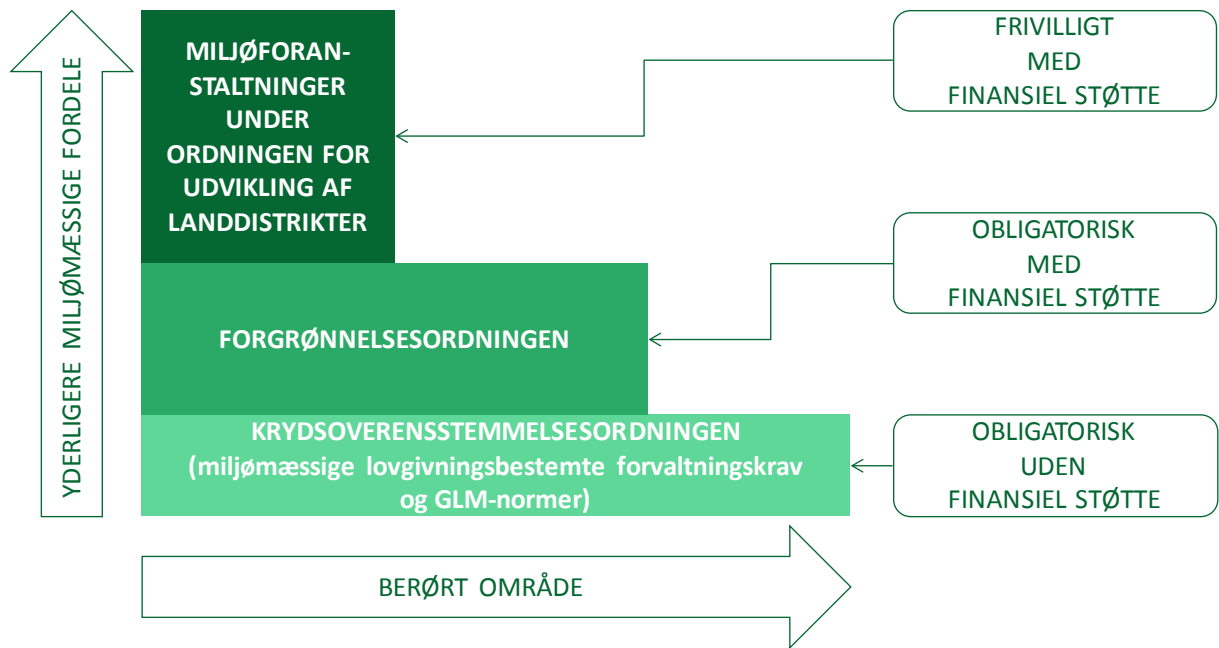 YDERLIGERE MILJØMÆSSIGE FORDELE
MILJØFORAN-
STALTNINGER
UNDER
ORDNINGEN FOR
UDVIKLING AF
LANDDISTRIKTER
FRIVILLIGT
MED
FINANSIEL STØTTE
FORGRØNNELSESORDNINGEN
OBLIGATORISK
MED
FINANSIEL STØTTE
KRYDSOVERENSSTEMMELSESORDNINGEN
(miljømæssige lovgivningsbestemte forvaltningskrav
og GLM-normer)
OBLIGATORISK
UDEN
FINANSIEL STØTTE
BERØRT OMRÅDE